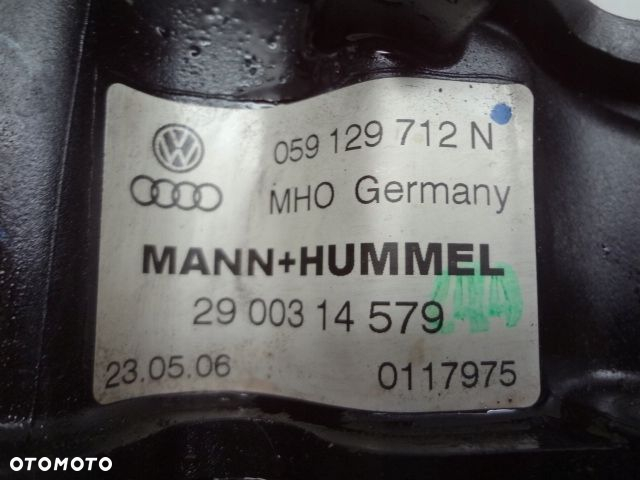 059 129 712 N
MHO Germany
MANN+HUMMEL
29 003 14 579
23.05.06 0117975
OTOMOTO